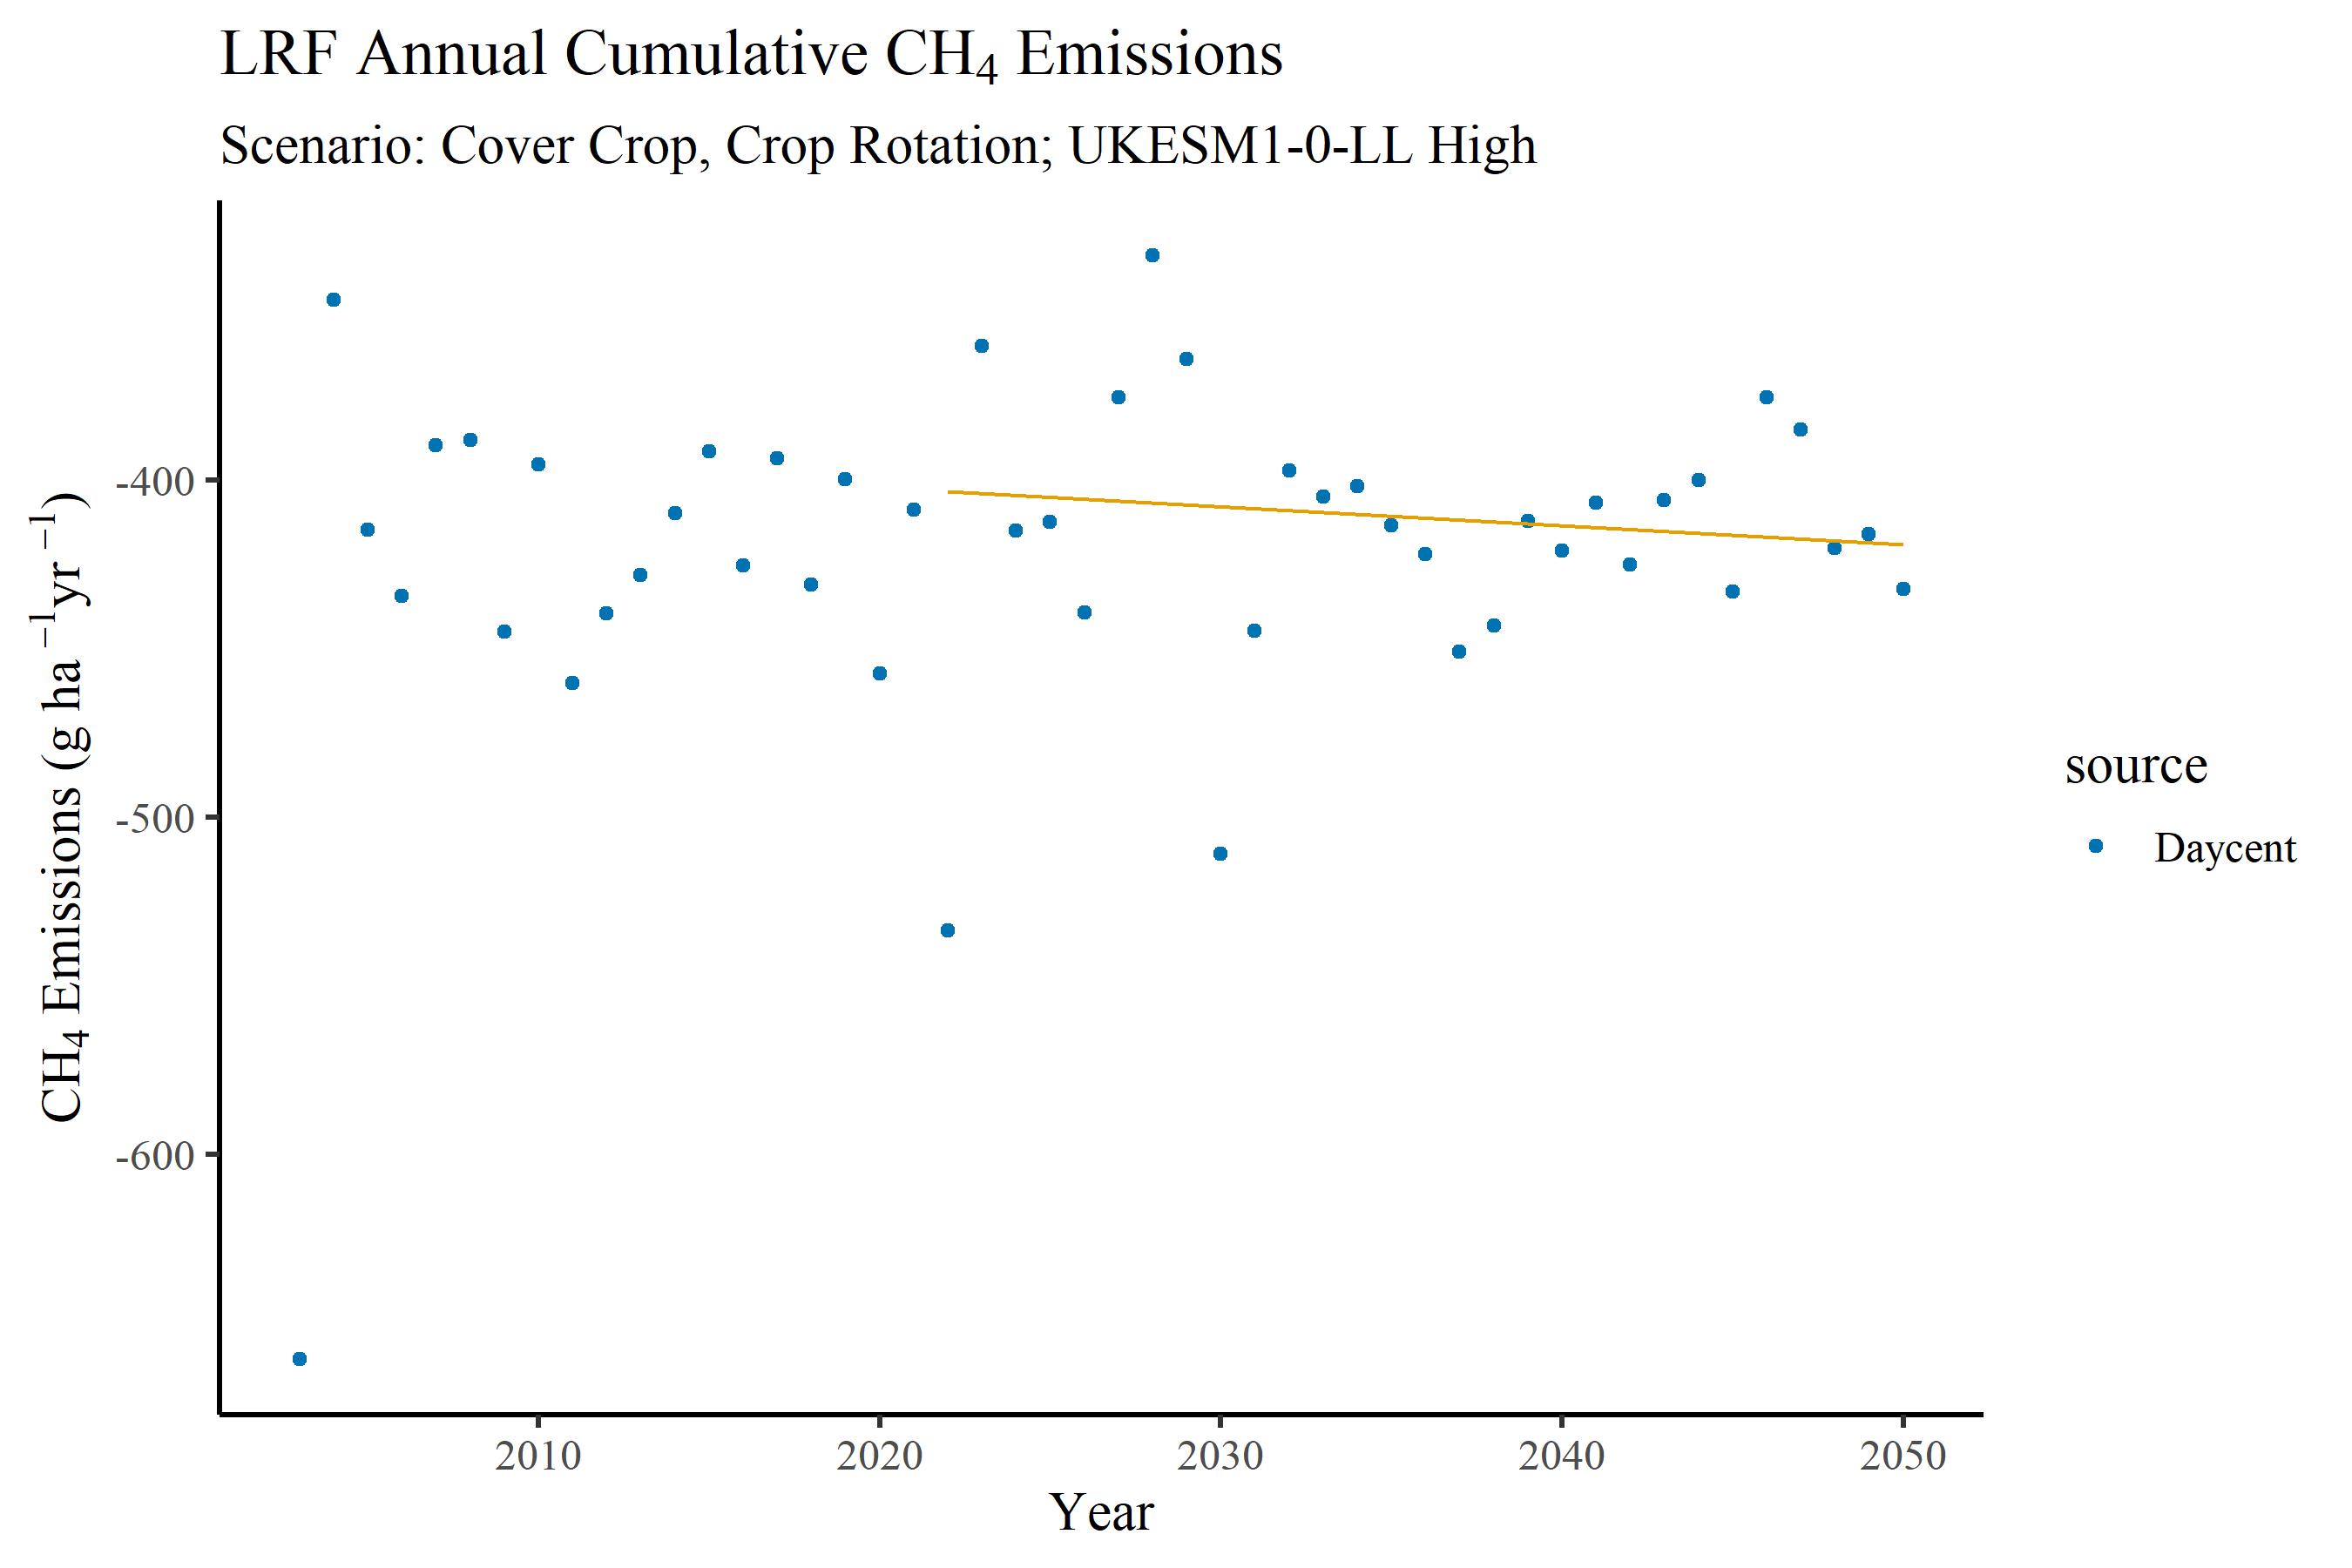 LRF Annual Cumulative CH₄ Emissions
Scenario: Cover Crop, Crop Rotation; UKESM1-0-LL High
CH₄ Emissions (g ha ⁻¹yr ⁻¹)
-400
-500
-600
2010 2020 2030 2040 2050
Year
source
Daycent